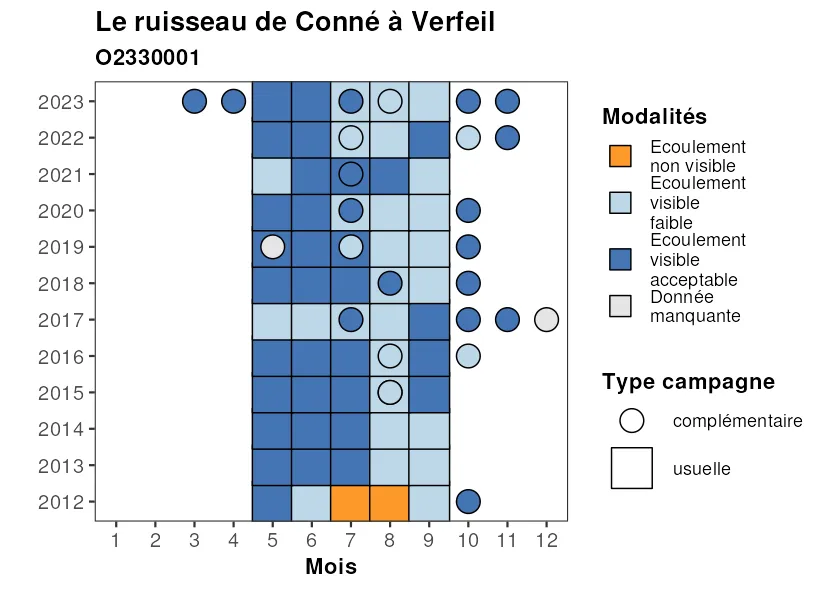 Le ruisseau de Conné à Verfeil
O2330001
2023
2022
2021
2020
2019
2018
2017
2016
2015
2014
2013
2012
1 2 3 4 5 6 7 8 9 10 11 12
Mois
Modalités
Ecoulement
non visible
Ecoulement
visible
faible
Ecoulement
visible
acceptable
Donnée
manquante
Type campagne
complémentaire
usuelle